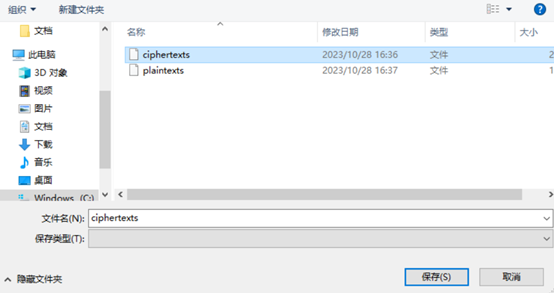 组织 新建文件夹
文档
此电脑
3D 对象
视频
图片
文档
下载
音乐
桌面
Windows (C:)
名称 修改日期 类型 大小
ciphertexts 2023/10/28 16:36 文件 2
plaintexts 2023/10/28 16:37 文件 1
文件名(N): ciphertexts
保存类型(T):
隐藏文件夹 保存(S) 取消